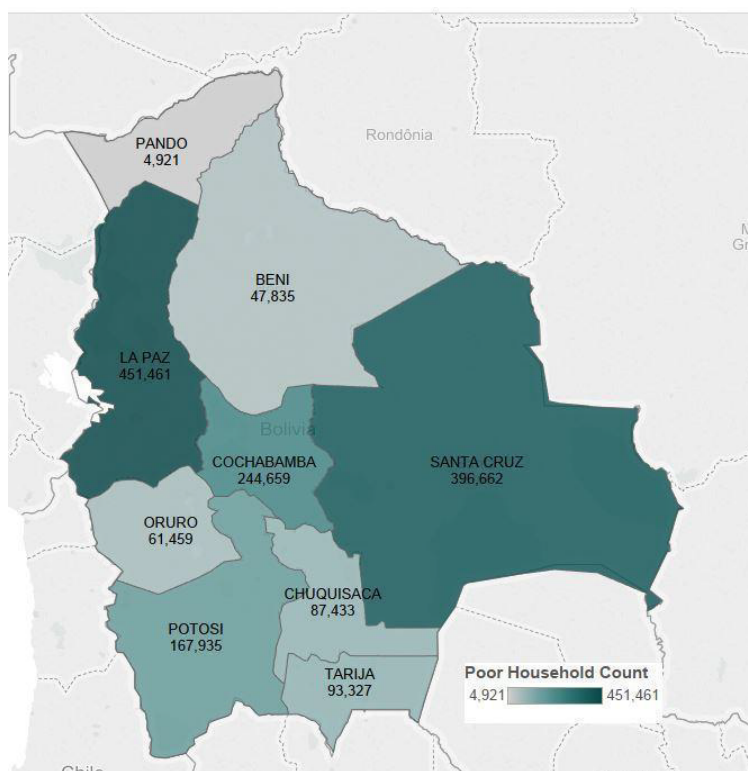 Rondônia
PANDO
4,921
M
Gr
BENI
47,835
LA PAZ
451,461
Bolivia
COCHABAMBA
244,659
SANTA CRUZ
396,662
ORURO
61,459
CHUQUISACA
87,433
POTOSI
167,935
TARIJA
93,327
Poor Household Count
4,921 451,461
Chile